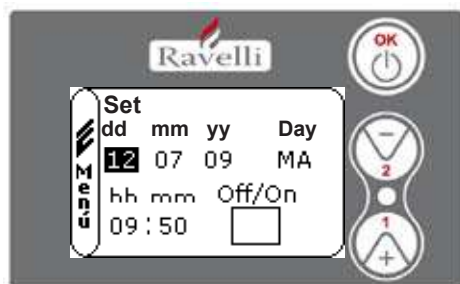 Ravelli
OK
Set
dd mm yy Day
12 07 09 MA
hh mm Off/On
09:50
Menú
−
2
1
+